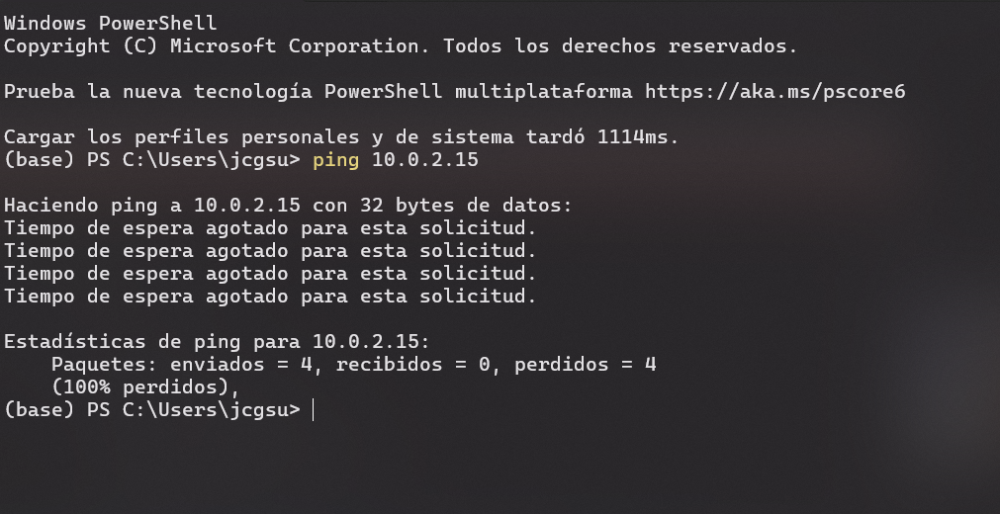 Windows PowerShell
Copyright (C) Microsoft Corporation. Todos los derechos reservados.
Prueba la nueva tecnología PowerShell multiplataforma https://aka.ms/pscore6
Cargar los perfiles personales y de sistema tardó 1114ms.
(base) PS C:\Users\jcgsu> ping 10.0.2.15
Haciendo ping a 10.0.2.15 con 32 bytes de datos:
Tiempo de espera agotado para esta solicitud.
Tiempo de espera agotado para esta solicitud.
Tiempo de espera agotado para esta solicitud.
Tiempo de espera agotado para esta solicitud.
Estadísticas de ping para 10.0.2.15:
    Paquetes: enviados = 4, recibidos = 0, perdidos = 4
    (100% perdidos),
(base) PS C:\Users\jcgsu>